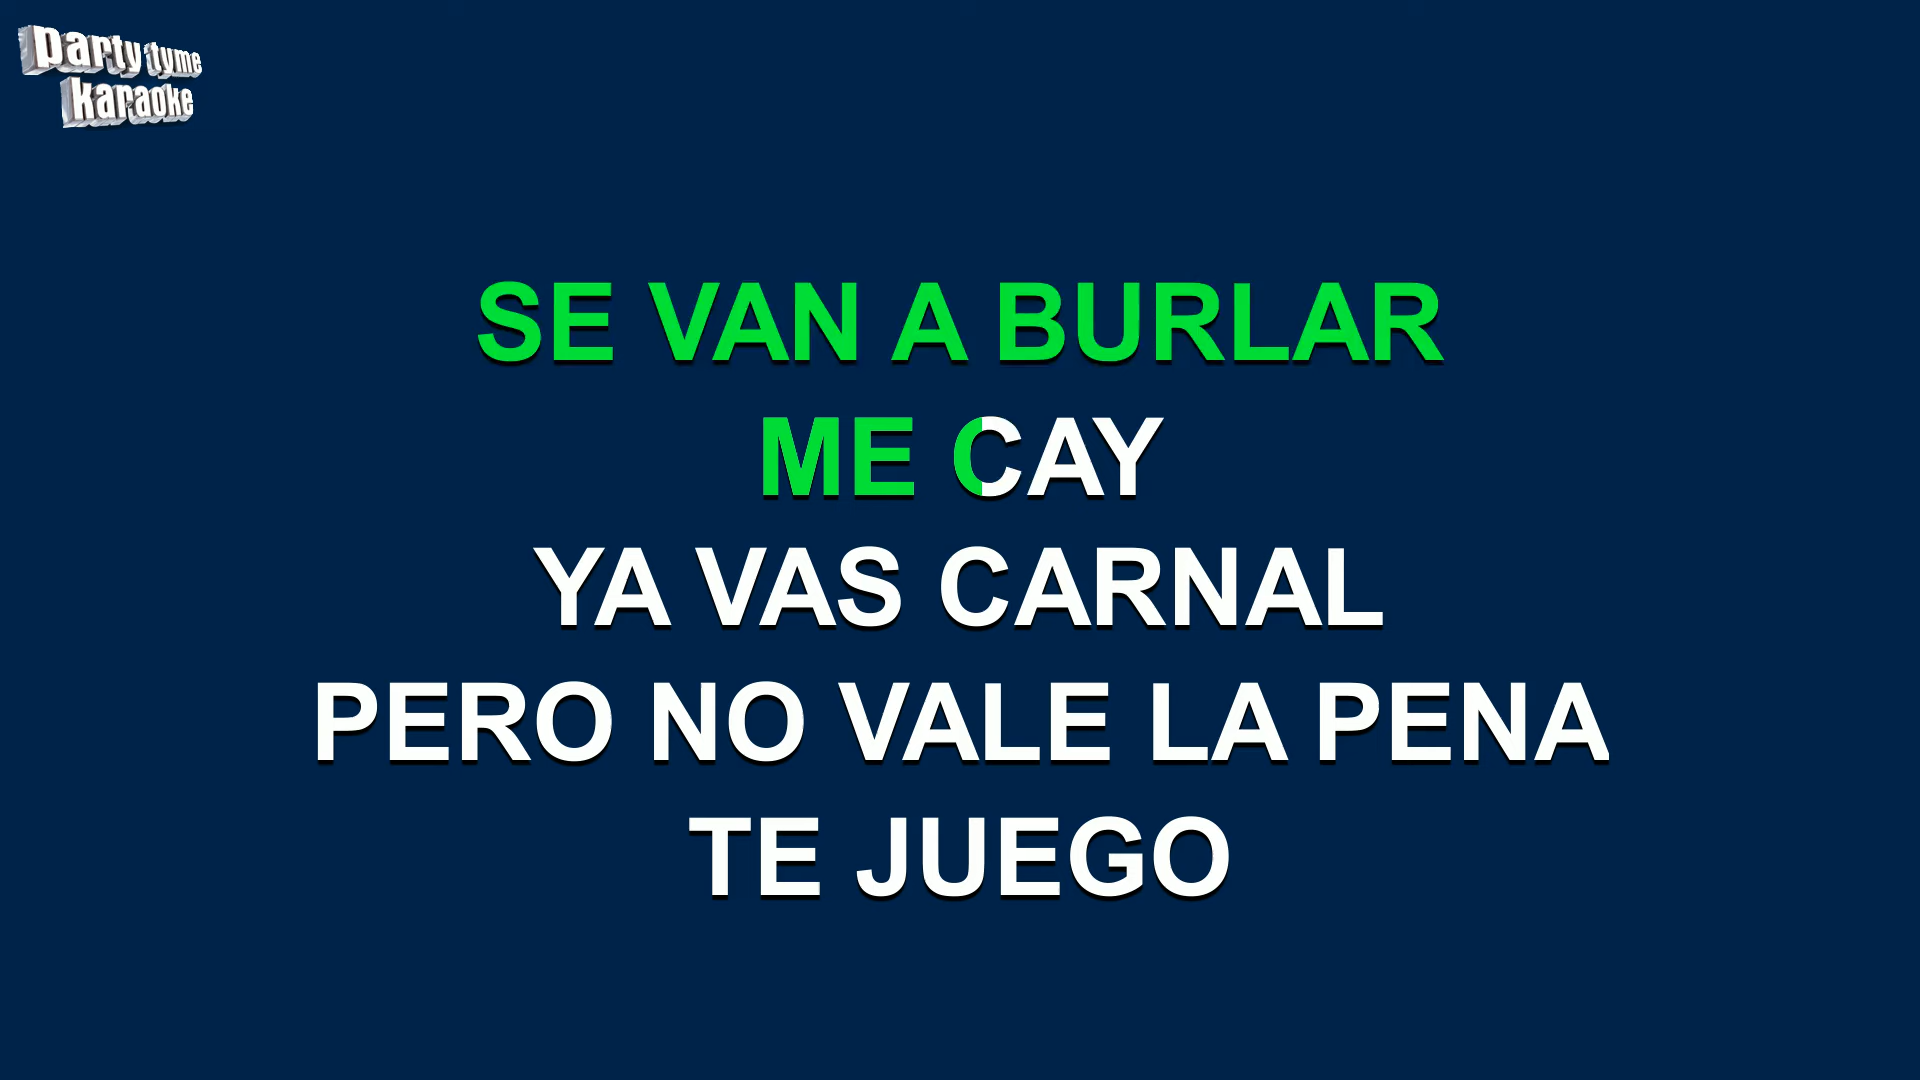 party tyme
karaoke
SE VAN A BURLAR
ME CAY
YA VAS CARNAL
PERO NO VALE LA PENA
TE JUEGO